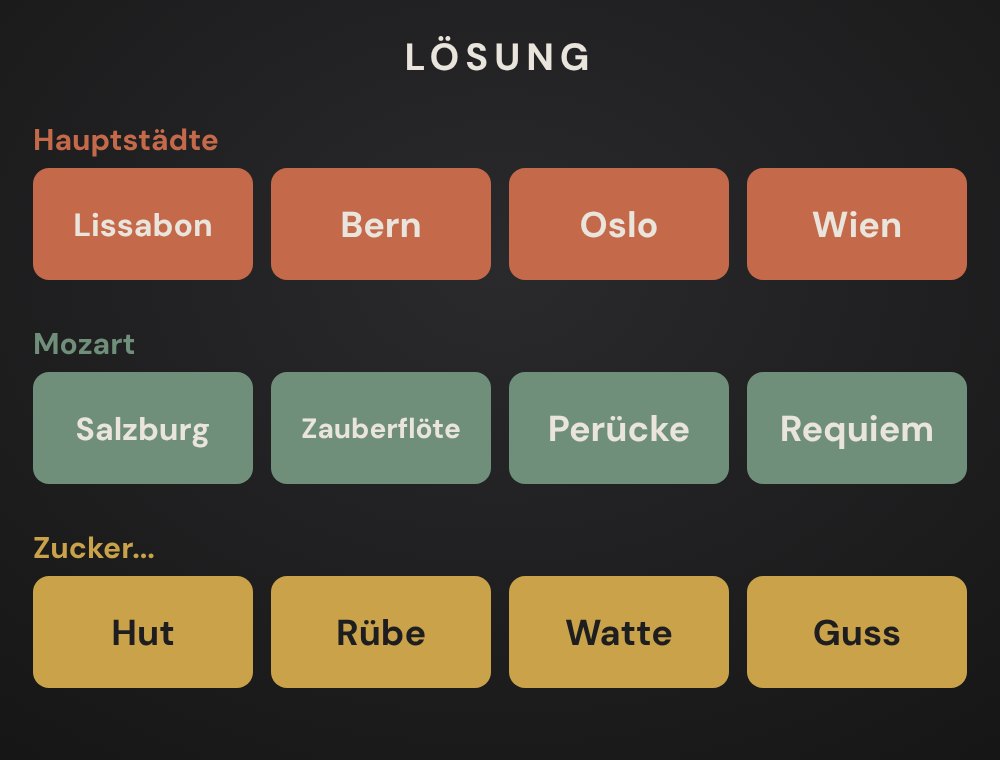 LÖSUNG
Hauptstädte
Lissabon Bern Oslo Wien
Mozart
Salzburg Zauberflöte Perücke Requiem
Zucker...
Hut Rübe Watte Guss